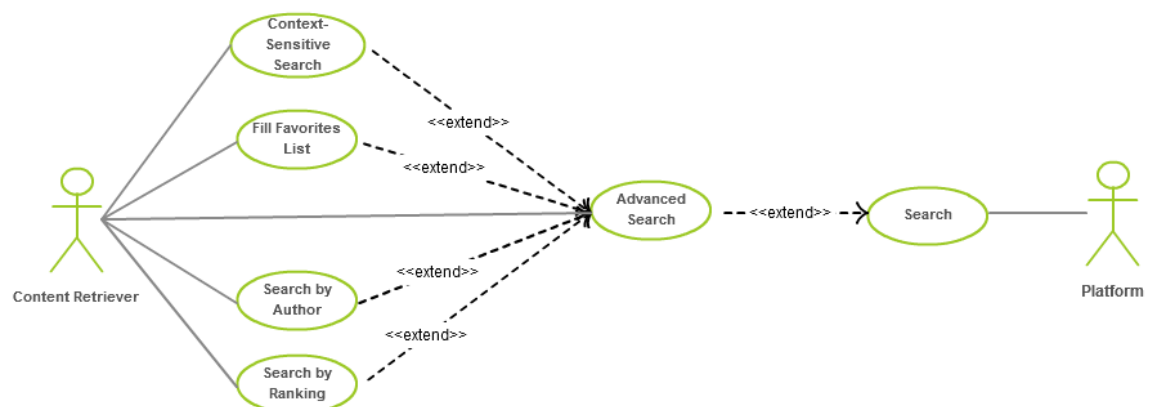 Context-
Sensitive
Search
<<extend>>
Fill Favorites
List
<<extend>>
Advanced
Search
<<extend>>
Search
Content Retriever
Platform
Search by
Author
<<extend>>
<<extend>>
Search by
Ranking